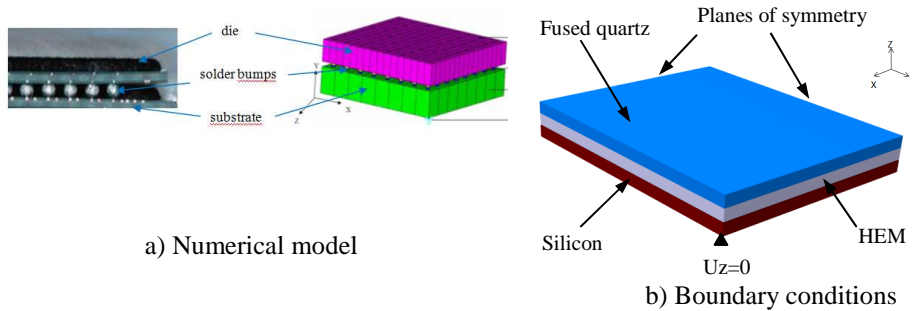 die
solder bumps
substrate
Y
X
Z
a) Numerical model
Fused quartz
Planes of symmetry
Z
X
Silicon
HEM
Uz=0
b) Boundary conditions